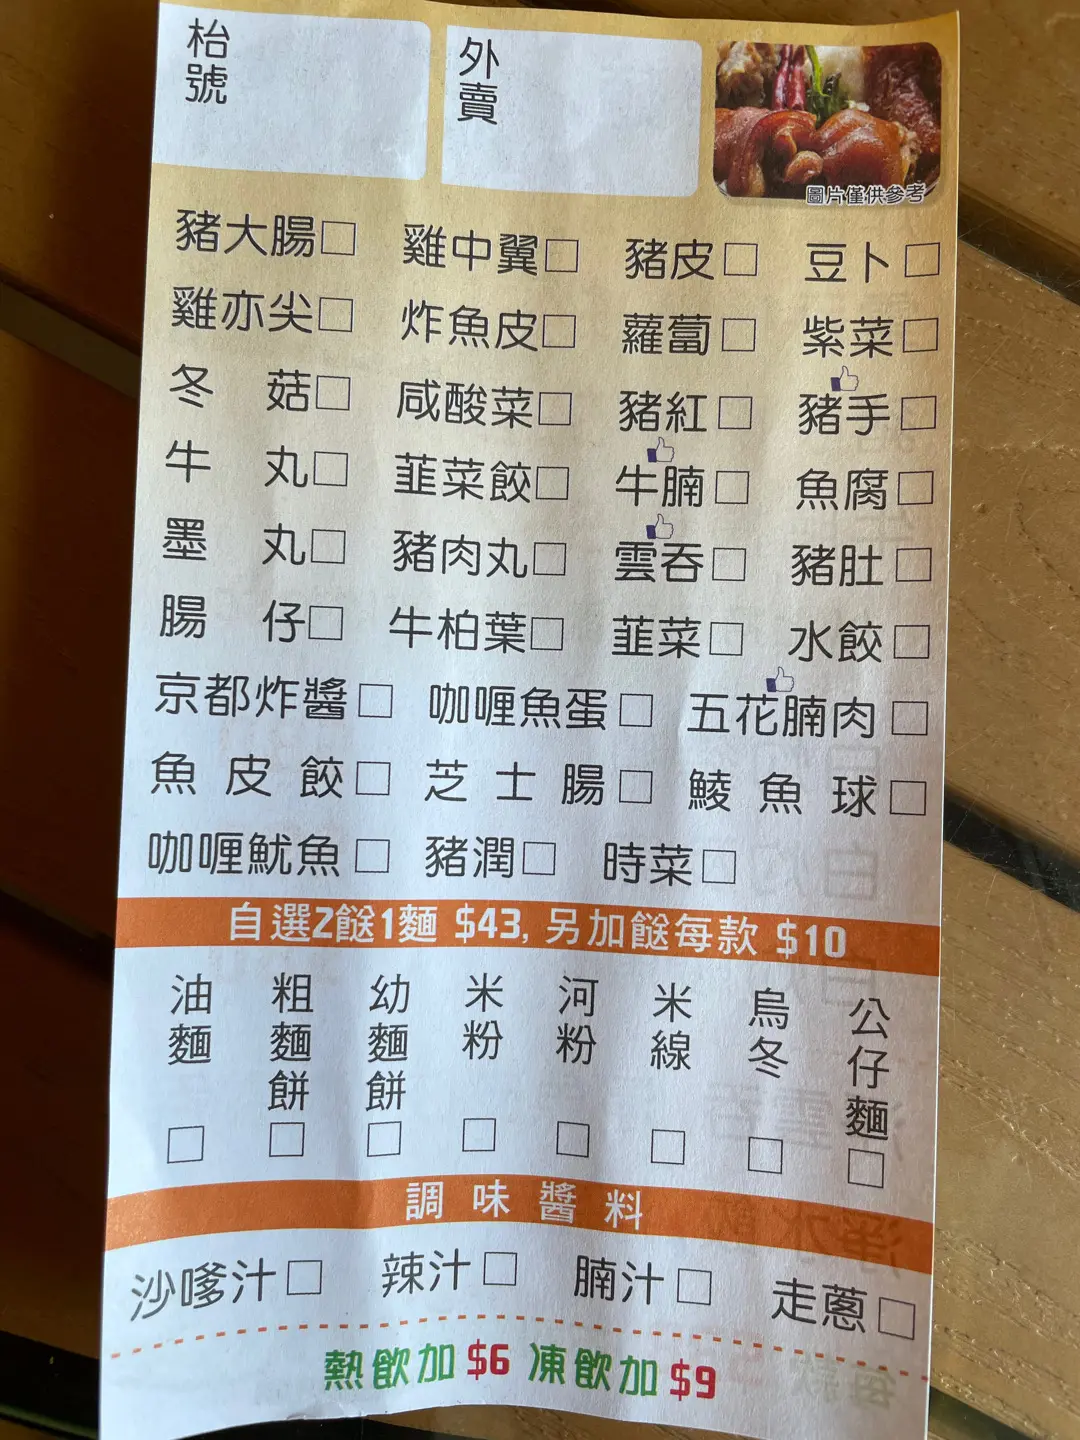 枱號
外賣
圖片僅供參考
豬大腸□ 雞中翼□ 豬皮□ 豆卜□
雞亦尖□ 炸魚皮□ 蘿蔔□ 紫菜□
冬菇□ 咸酸菜□ 豬紅□ 豬手□
牛丸□ 韮菜餃□ 牛腩□ 魚腐□
墨丸□ 豬肉丸□ 雲吞□ 豬肚□
腸仔□ 牛柏葉□ 韮菜□ 水餃□
京都炸醬□ 咖喱魚蛋□ 五花腩肉□
魚皮餃□ 芝士腸□ 鯪魚球□
咖喱魷魚□ 豬潤□ 時菜□
自選2餸1麵 $43, 另加餸每款 $10
油麵□ 粗麵餅□ 幼麵餅□ 米粉□ 河粉□ 米線□ 烏冬□ 公仔麵□
調味醬料
沙嗲汁□ 辣汁□ 腩汁□ 走蔥□
熱飲加$6 凍飲加$9